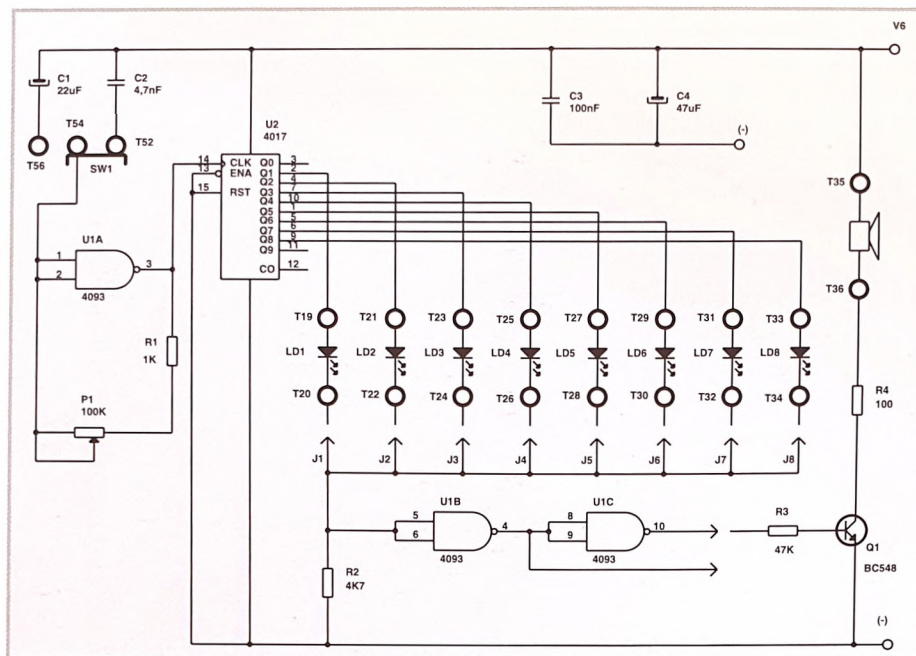 V6
C1
22uF
C2
4,7nF
C3
100nF
C4
47uF
(-)
T54
T52
T56
SW1
U2
4017
14
13
15
CLK
ENA
RST
Q0
Q1
Q2
Q3
Q4
Q5
Q6
Q7
Q8
Q9
CO
3
2
4
7
10
1
5
6
9
11
12
T35
T36
U1A
1
2
3
4093
R1
1K
P1
100K
T19
T21
T23
T25
T27
T29
T31
T33
LD1
LD2
LD3
LD4
LD5
LD6
LD7
LD8
T20
T22
T24
T26
T28
T30
T32
T34
R4
100
J1
J2
J3
J4
J5
J6
J7
J8
U1B
5
6
4
4093
U1C
8
9
10
4093
R3
47K
Q1
BC548
R2
4K7
(-)